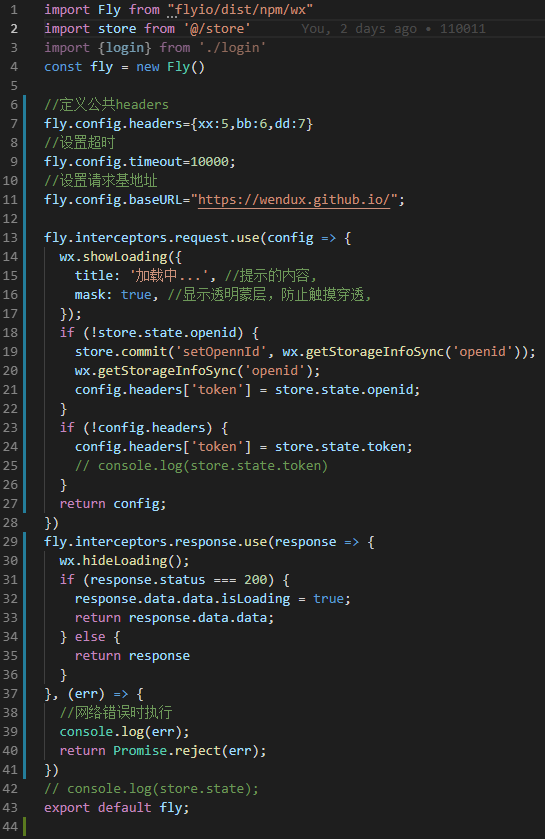 1 import Fly from "flyio/dist/npm/wx"
2 import store from '@/store' You, 2 days ago • 110011
3 import {login} from './login'
4 const fly = new Fly()
5
6 //定义公共headers
7 fly.config.headers={xx:5,bb:6,dd:7}
8 //设置超时
9 fly.config.timeout=10000;
10 //设置请求基地址
11 fly.config.baseURL="https://wendux.github.io/";
12
13 fly.interceptors.request.use(config => {
14   wx.showLoading({
15     title: '加载中...', //提示的内容,
16     mask: true, //显示透明蒙层，防止触摸穿透,
17   });
18   if (!store.state.openid) {
19     store.commit('setOpennId', wx.getStorageInfoSync('openid'));
20     wx.getStorageInfoSync('openid');
21     config.headers['token'] = store.state.openid;
22   }
23   if (!config.headers) {
24     config.headers['token'] = store.state.token;
25     // console.log(store.state.token)
26   }
27   return config;
28 })
29 fly.interceptors.response.use(response => {
30   wx.hideLoading();
31   if (response.status === 200) {
32     response.data.data.isLoading = true;
33     return response.data.data;
34   } else {
35     return response
36   }
37 }, (err) => {
38   //网络错误时执行
39   console.log(err);
40   return Promise.reject(err);
41 })
42 // console.log(store.state);
43 export default fly;
44